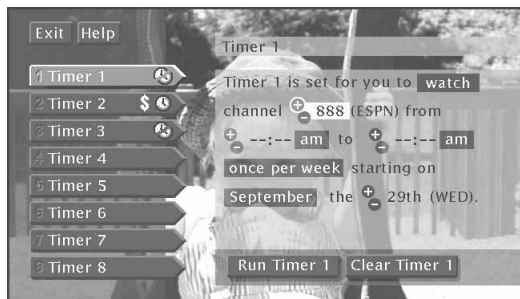 Exit Help
Timer 1
1 Timer 1
2 Timer 2 $
3 Timer 3
4 Timer 4
5 Timer 5
6 Timer 6
7 Timer 7
8 Timer 8
Timer 1 is set for you to watch
channel 888 (ESPN) from
--:-- am to --:-- am
once per week starting on
September the 29th (WED).
Run Timer 1 Clear Timer 1